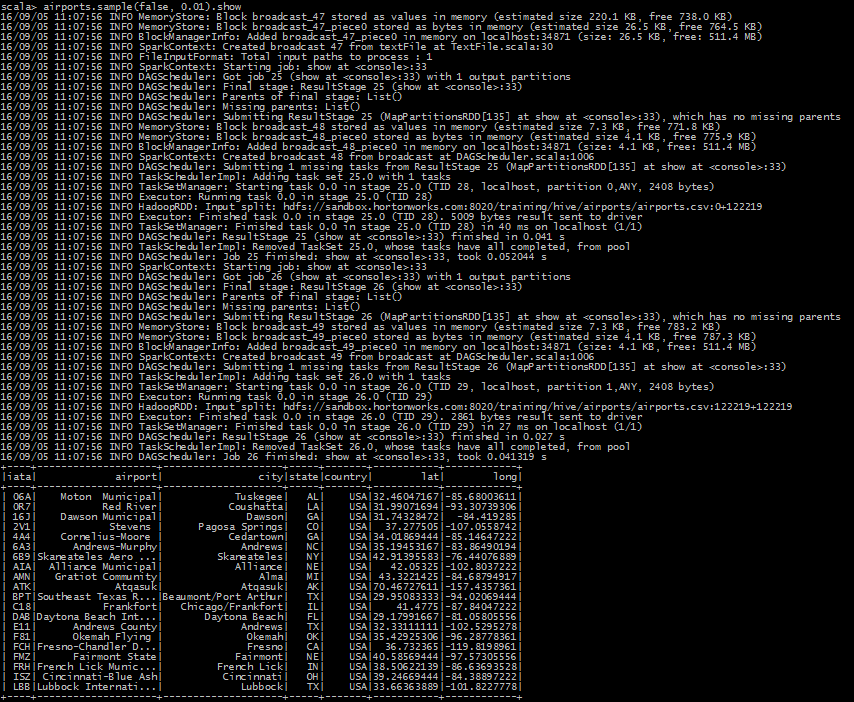 scala> airports.sample(false, 0.01).show
16/09/05 11:07:56 INFO MemoryStore: Block broadcast_47 stored as values in memory (estimated size 220.1 KB, free 738.0 KB)
16/09/05 11:07:56 INFO MemoryStore: Block broadcast_47_piece0 stored as bytes in memory (estimated size 26.5 KB, free 764.5 KB)
16/09/05 11:07:56 INFO BlockManagerInfo: Added broadcast_47_piece0 in memory on localhost:34871 (size: 26.5 KB, free: 511.4 MB)
16/09/05 11:07:56 INFO SparkContext: Created broadcast 47 from textFile at TextFile.scala:30
16/09/05 11:07:56 INFO FileInputFormat: Total input paths to process : 1
16/09/05 11:07:56 INFO SparkContext: Starting job: show at <console>:33
16/09/05 11:07:56 INFO DAGScheduler: Got job 25 (show at <console>:33) with 1 output partitions
16/09/05 11:07:56 INFO DAGScheduler: Final stage: ResultStage 25 (show at <console>:33)
16/09/05 11:07:56 INFO DAGScheduler: Parents of final stage: List()
16/09/05 11:07:56 INFO DAGScheduler: Missing parents: List()
16/09/05 11:07:56 INFO DAGScheduler: Submitting ResultStage 25 (MapPartitionsRDD[135] at show at <console>:33), which has no missing parents
16/09/05 11:07:56 INFO MemoryStore: Block broadcast_48 stored as values in memory (estimated size 7.3 KB, free 771.8 KB)
16/09/05 11:07:56 INFO MemoryStore: Block broadcast_48_piece0 stored as bytes in memory (estimated size 4.1 KB, free 775.9 KB)
16/09/05 11:07:56 INFO BlockManagerInfo: Added broadcast_48_piece0 in memory on localhost:34871 (size: 4.1 KB, free: 511.4 MB)
16/09/05 11:07:56 INFO SparkContext: Created broadcast 48 from broadcast at DAGScheduler.scala:1006
16/09/05 11:07:56 INFO DAGScheduler: Submitting 1 missing tasks from ResultStage 25 (MapPartitionsRDD[135] at show at <console>:33)
16/09/05 11:07:56 INFO TaskSchedulerImpl: Adding task set 25.0 with 1 tasks
16/09/05 11:07:56 INFO TaskSetManager: Starting task 0.0 in stage 25.0 (TID 28, localhost, partition 0,ANY, 2408 bytes)
16/09/05 11:07:56 INFO Executor: Running task 0.0 in stage 25.0 (TID 28)
16/09/05 11:07:56 INFO HadoopRDD: Input split: hdfs://sandbox.hortonworks.com:8020/training/hive/airports/airports.csv:0+122219
16/09/05 11:07:56 INFO Executor: Finished task 0.0 in stage 25.0 (TID 28). 5009 bytes result sent to driver
16/09/05 11:07:56 INFO TaskSetManager: Finished task 0.0 in stage 25.0 (TID 28) in 40 ms on localhost (1/1)
16/09/05 11:07:56 INFO DAGScheduler: ResultStage 25 (show at <console>:33) finished in 0.041 s
16/09/05 11:07:56 INFO TaskSchedulerImpl: Removed TaskSet 25.0, whose tasks have all completed, from pool
16/09/05 11:07:56 INFO DAGScheduler: Job 25 finished: show at <console>:33, took 0.052044 s
16/09/05 11:07:56 INFO SparkContext: Starting job: show at <console>:33
16/09/05 11:07:56 INFO DAGScheduler: Got job 26 (show at <console>:33) with 1 output partitions
16/09/05 11:07:56 INFO DAGScheduler: Final stage: ResultStage 26 (show at <console>:33)
16/09/05 11:07:56 INFO DAGScheduler: Parents of final stage: List()
16/09/05 11:07:56 INFO DAGScheduler: Missing parents: List()
16/09/05 11:07:56 INFO DAGScheduler: Submitting ResultStage 26 (MapPartitionsRDD[135] at show at <console>:33), which has no missing parents
16/09/05 11:07:56 INFO MemoryStore: Block broadcast_49 stored as values in memory (estimated size 7.3 KB, free 783.2 KB)
16/09/05 11:07:56 INFO MemoryStore: Block broadcast_49_piece0 stored as bytes in memory (estimated size 4.1 KB, free 787.3 KB)
16/09/05 11:07:56 INFO BlockManagerInfo: Added broadcast_49_piece0 in memory on localhost:34871 (size: 4.1 KB, free: 511.4 MB)
16/09/05 11:07:56 INFO SparkContext: Created broadcast 49 from broadcast at DAGScheduler.scala:1006
16/09/05 11:07:56 INFO DAGScheduler: Submitting 1 missing tasks from ResultStage 26 (MapPartitionsRDD[135] at show at <console>:33)
16/09/05 11:07:56 INFO TaskSchedulerImpl: Adding task set 26.0 with 1 tasks
16/09/05 11:07:56 INFO TaskSetManager: Starting task 0.0 in stage 26.0 (TID 29, localhost, partition 1,ANY, 2408 bytes)
16/09/05 11:07:56 INFO Executor: Running task 0.0 in stage 26.0 (TID 29)
16/09/05 11:07:56 INFO HadoopRDD: Input split: hdfs://sandbox.hortonworks.com:8020/training/hive/airports/airports.csv:122219+122219
16/09/05 11:07:56 INFO Executor: Finished task 0.0 in stage 26.0 (TID 29). 2861 bytes result sent to driver
16/09/05 11:07:56 INFO TaskSetManager: Finished task 0.0 in stage 26.0 (TID 29) in 27 ms on localhost (1/1)
16/09/05 11:07:56 INFO DAGScheduler: ResultStage 26 (show at <console>:33) finished in 0.027 s
16/09/05 11:07:56 INFO TaskSchedulerImpl: Removed TaskSet 26.0, whose tasks have all completed, from pool
16/09/05 11:07:56 INFO DAGScheduler: Job 26 finished: show at <console>:33, took 0.041319 s
+----+--------------------+------------------+-----+-------+-----------+------------+
|iata|             airport|              city|state|country|        lat|        long|
+----+--------------------+------------------+-----+-------+-----------+------------+
| 06A|    Moton  Municipal|          Tuskegee|   AL|    USA|32.46047167|-85.68003611|
| 0R7|           Red River|         Coushatta|   LA|    USA|31.99071694|-93.30739306|
| 16J|    Dawson Municipal|            Dawson|   GA|    USA|31.74328472|  -84.419285|
| 2V1|            Stevens |    Pagosa Springs|   CO|    USA|  37.277505|-107.0558742|
| 4A4|   Cornelius-Moore  |         Cedartown|   GA|    USA|34.01869444|-85.14647222|
| 6A3|      Andrews-Murphy|           Andrews|   NC|    USA|35.19453167|-83.86490194|
| 6B9|Skaneateles Aero ...|       Skaneateles|   NY|    USA|42.91395583|-76.44076889|
| AIA|  Alliance Municipal|          Alliance|   NE|    USA|   42.05325|-102.8037222|
| AMN|   Gratiot Community|              Alma|   MI|    USA| 43.3221425|-84.68794917|
| ATK|             Atqasuk|           Atqasuk|   AK|    USA|70.46727611|-157.4357361|
| BPT|Southeast Texas R...|Beaumont/Port Arthur|   TX|    USA|29.95083333|-94.02069444|
| C18|           Frankfort|  Chicago/Frankfort|   IL|    USA|    41.4775|-87.84047222|
| DAB|Daytona Beach Int...|     Daytona Beach|   FL|    USA|29.17991667|-81.05805556|
| E11|      Andrews County|           Andrews|   TX|    USA|32.33111111|-102.5295278|
| F81|      Okemah Flying |            Okemah|   OK|    USA|35.42925306|-96.28778361|
| FCH|Fresno-Chandler D...|            Fresno|   CA|    USA|  36.732365|-119.8198961|
| FMZ|      Fairmont State|          Fairmont|   NE|    USA|40.58569444|-97.57305556|
| FRH|French Lick Munic...|       French Lick|   IN|    USA|38.50622139|-86.63693528|
| ISZ| Cincinnati-Blue Ash|        Cincinnati|   OH|    USA|39.24669444|-84.38897222|
| LBB|Lubbock Internati...|           Lubbock|   TX|    USA|33.66363889|-101.8227778|
+----+--------------------+------------------+-----+-------+-----------+------------+